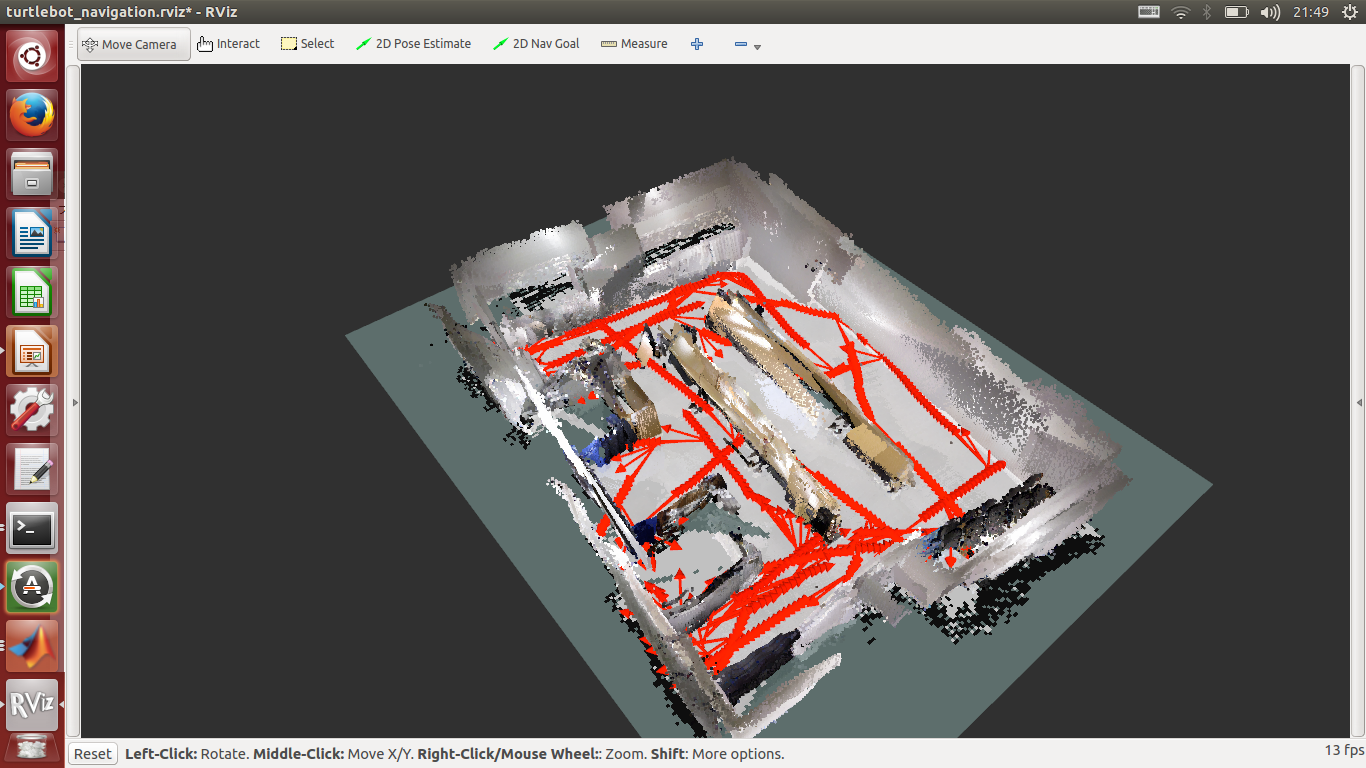 turtlebot_navigation.rviz* - RViz
21:49
Move Camera
Interact
Select
2D Pose Estimate
2D Nav Goal
Measure
RViz
Reset
Left-Click: Rotate. Middle-Click: Move X/Y. Right-Click/Mouse Wheel:: Zoom. Shift: More options.
13 fps